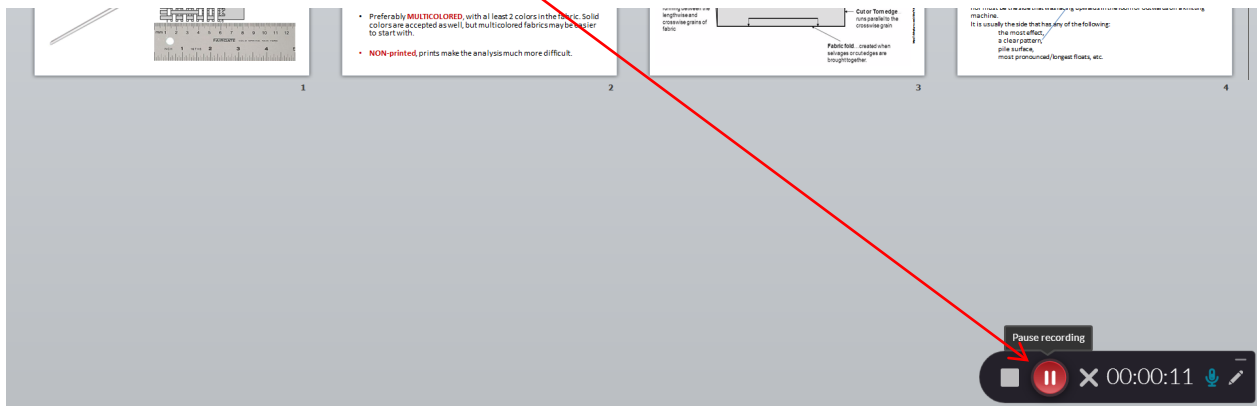 • Preferably MULTICOLORED, with al least 2 colors in the fabric. Solid
colors are accepted as well, but multicolored fabrics may be easier
to start with.
• NON-printed, prints make the analysis much more difficult.
running between the
lengthwise and
crosswise grains of
fabric
Cut or Torn edge.
runs parallel to the
crosswise grain
Fabric fold...created when
selvages or cut edges are
brought together.
machine.
It is usually the side that has any of the following:
the most effect,
a clear pattern,
pile surface,
most pronounced/longest floats, etc.
1
2
3
4
Pause recording
00:00:11